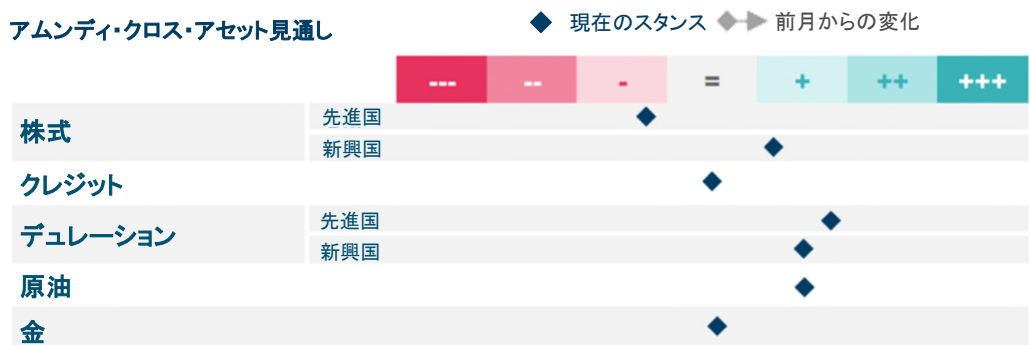 アムンディ・クロス・アセット見通し
現在のスタンス 前月からの変化
--- -- - = + ++ +++
株式
先進国
新興国
クレジット
デュレーション
先進国
新興国
原油
金